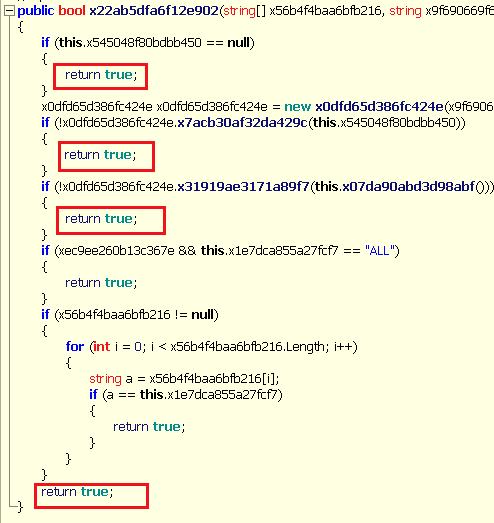 public bool x22ab5dfa6f12e902(string[] x56b4f4baa6bfb216, string x9f690669f6
{
if (this.x545048f80bdbb450 == null)
{
return true;
}
x0dfd65d386fc424e x0dfd65d386fc424e = new x0dfd65d386fc424e(x9f6906
if (!x0dfd65d386fc424e.x7acb30af32da429c(this.x545048f80bdbb450))
{
return true;
}
if (!x0dfd65d386fc424e.x31919ae3171a89f7(this.x07da90abd3d98abf()))
{
return true;
}
if (xec9ee260b13c367e && this.x1e7dca855a27fcf7 == "ALL")
{
return true;
}
if (x56b4f4baa6bfb216 != null)
{
for (int i = 0; i < x56b4f4baa6bfb216.Length; i++)
{
string a = x56b4f4baa6bfb216[i];
if (a == this.x1e7dca855a27fcf7)
{
return true;
}
}
}
return true;
}